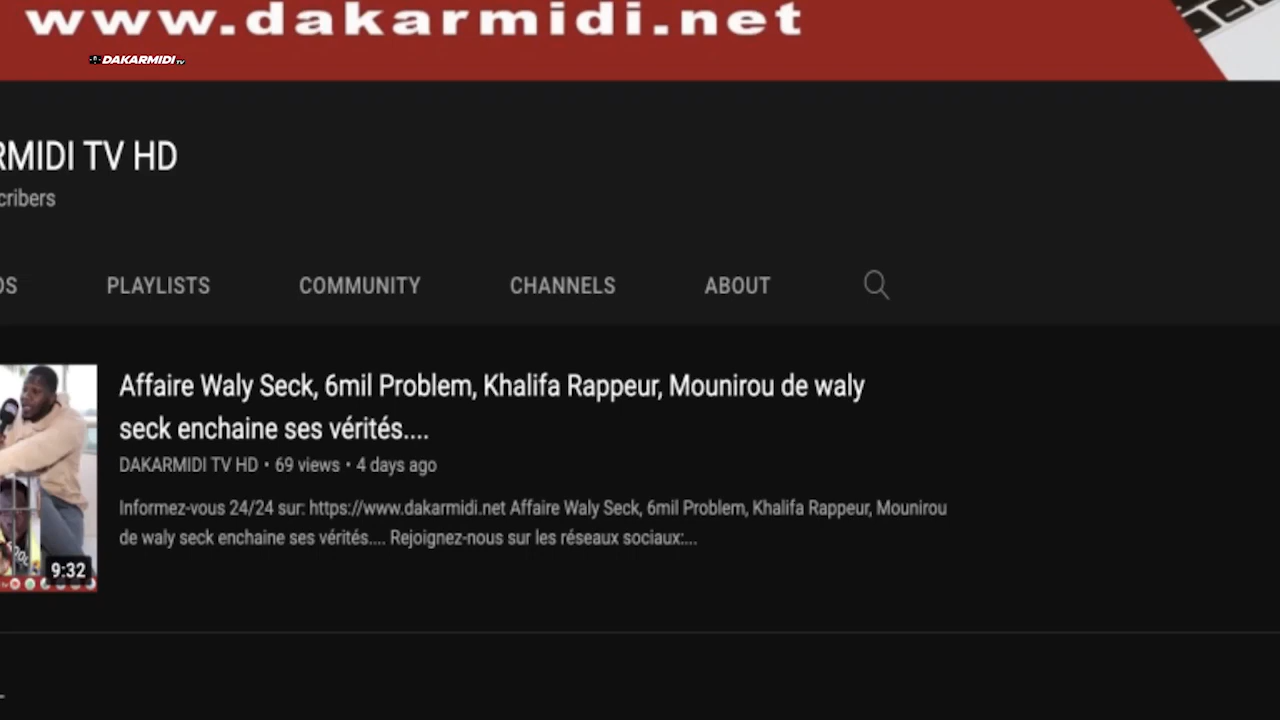 www.dakarmidi.net
DAKARMIDI TV
RMIDI TV HD
cribers
OS
PLAYLISTS
COMMUNITY
CHANNELS
ABOUT
Affaire Waly Seck, 6mil Problem, Khalifa Rappeur, Mounirou de waly
seck enchaine ses vérités....
DAKARMIDI TV HD • 69 views • 4 days ago
Informez-vous 24/24 sur: https://www.dakarmidi.net Affaire Waly Seck, 6mil Problem, Khalifa Rappeur, Mounirou
de waly seck enchaine ses vérités.... Rejoignez-nous sur les réseaux sociaux:...
9:32